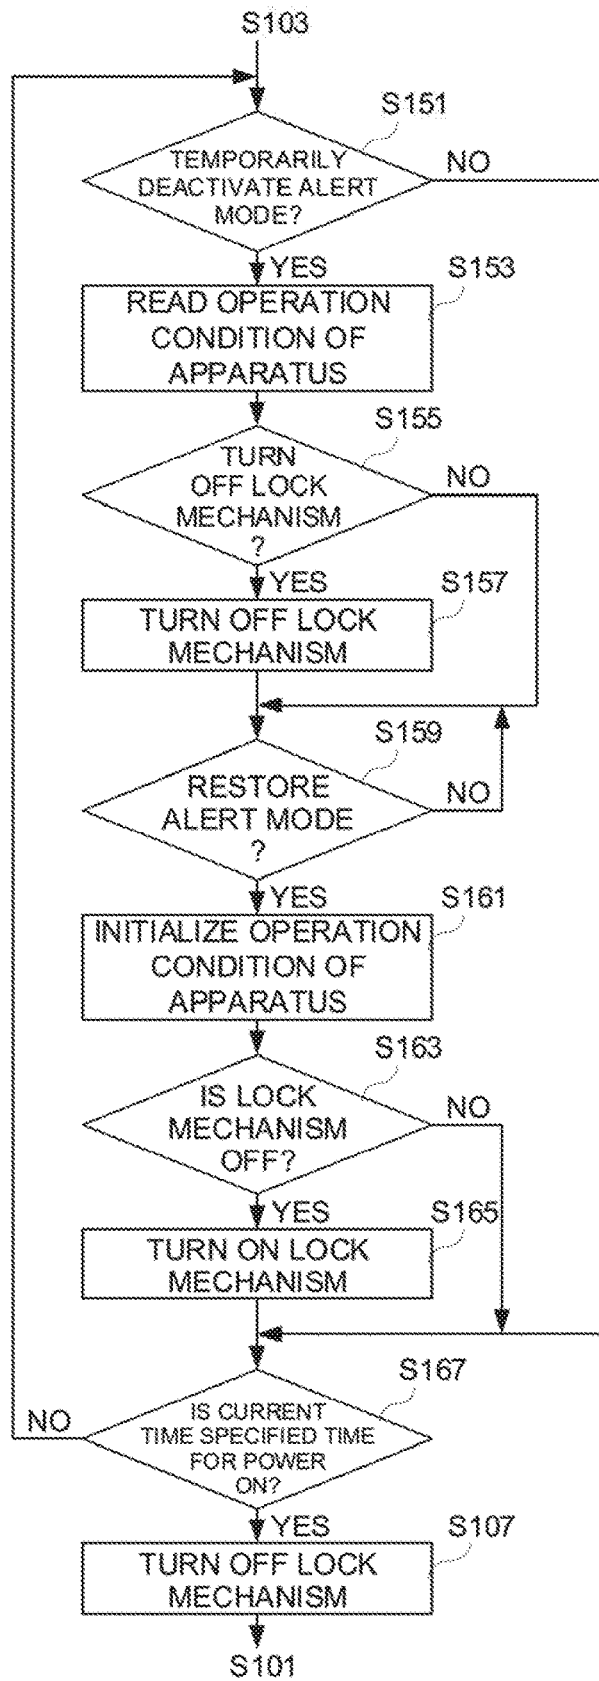 S103
S151
TEMPORARILY
DEACTIVATE ALERT
MODE?
NO
YES
S153
READ OPERATION
CONDITION OF
APPARATUS
S155
TURN
OFF LOCK
MECHANISM
?
NO
YES
S157
TURN OFF LOCK
MECHANISM
S159
RESTORE
ALERT MODE
?
NO
YES
S161
INITIALIZE OPERATION
CONDITION OF
APPARATUS
S163
IS LOCK
MECHANISM
OFF?
NO
YES
S165
TURN ON LOCK
MECHANISM
S167
IS CURRENT
TIME SPECIFIED TIME
FOR POWER
ON?
NO
YES
S107
TURN OFF LOCK
MECHANISM
S101